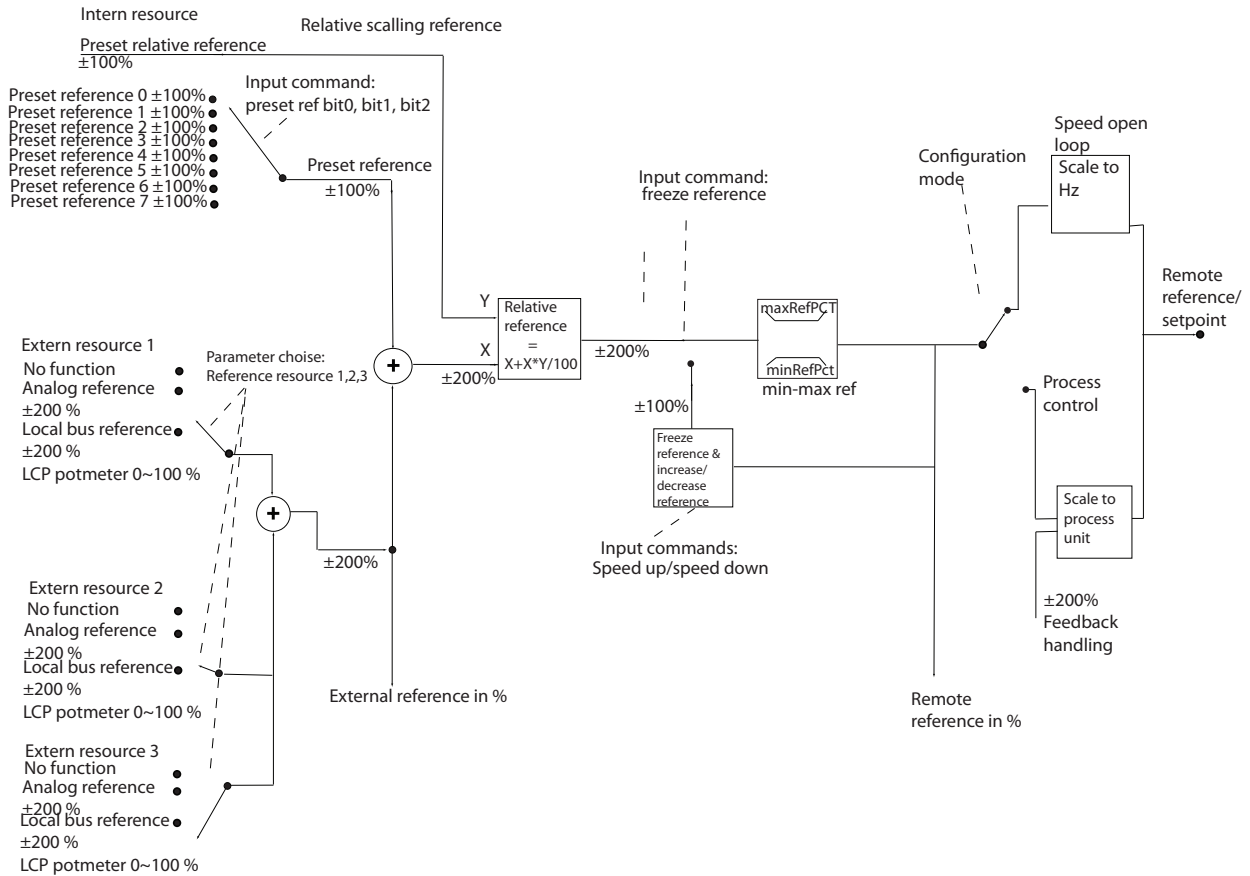 Intern resource
Relative scalling reference
Preset relative reference
±100%
Input command:
preset ref bit0, bit1, bit2
Preset reference 0 ±100%
Preset reference 1 ±100%
Preset reference 2 ±100%
Preset reference 3 ±100%
Preset reference 4 ±100%
Preset reference 5 ±100%
Preset reference 6 ±100%
Preset reference 7 ±100%
Preset reference
±100%
Input command:
freeze reference
Configuration
mode
Speed open
loop
Scale to
Hz
Remote
reference/
setpoint
Y
X
Relative
reference
=
X+X*Y/100
±200%
±200%
maxRefPCT
minRefPct
min-max ref
Extern resource 1
No function
Analog reference
±200 %
Local bus reference
±200 %
LCP potmeter 0~100 %
Parameter choise:
Reference resource 1,2,3
+
+
±200%
±100%
Freeze
reference &
increase/
decrease
reference
Input commands:
Speed up/speed down
Process
control
Scale to
process
unit
±200%
Feedback
handling
Extern resource 2
No function
Analog reference
±200 %
Local bus reference
±200 %
LCP potmeter 0~100 %
External reference in %
Remote
reference in %
Extern resource 3
No function
Analog reference
±200 %
Local bus reference
±200 %
LCP potmeter 0~100 %